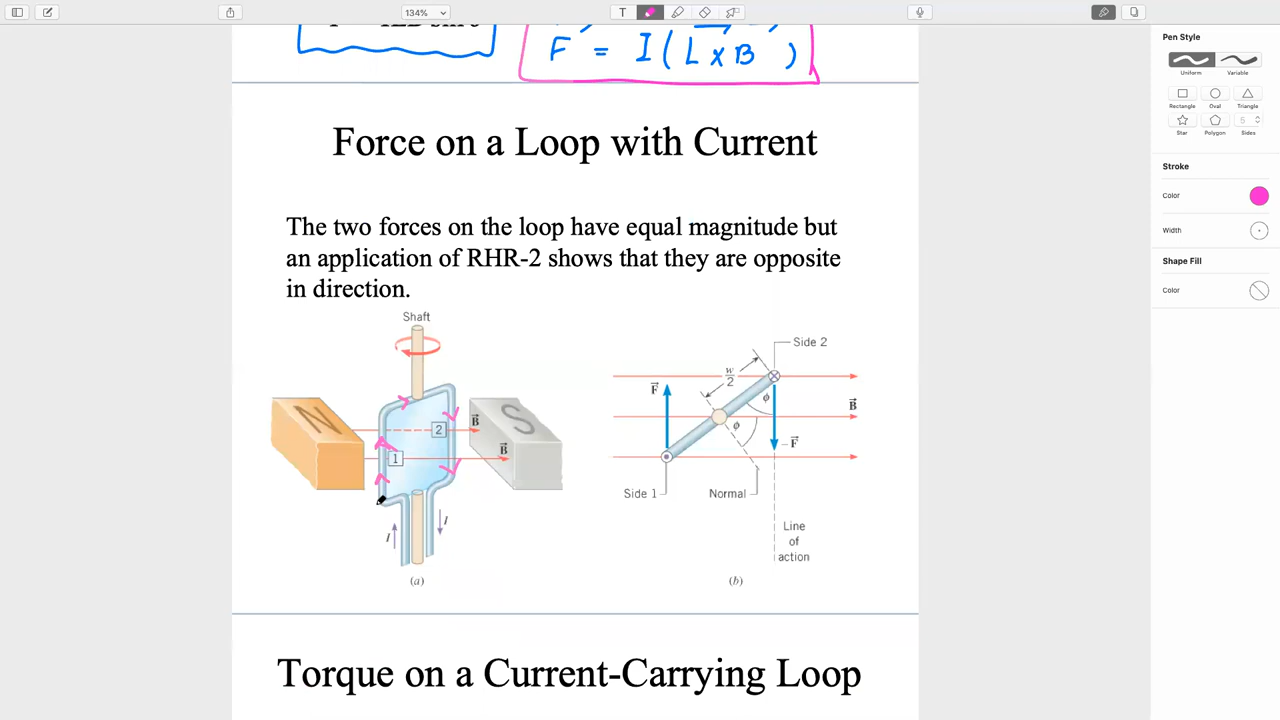 134%
T
Pen Style
Uniform
Variable
Rectangle
Oval
Triangle
Star
Polygon
5
Sides
Stroke
Color
Width
Shape Fill
Color
F = I ( L × B )
Force on a Loop with Current
The two forces on the loop have equal magnitude but
an application of RHR-2 shows that they are opposite
in direction.
Shaft
N
S
B
B
2
1
I
I
(a)
Side 2
w/2
F
ϕ
ϕ
B
–F
Side 1
Normal
Line
of
action
(b)
Torque on a Current-Carrying Loop